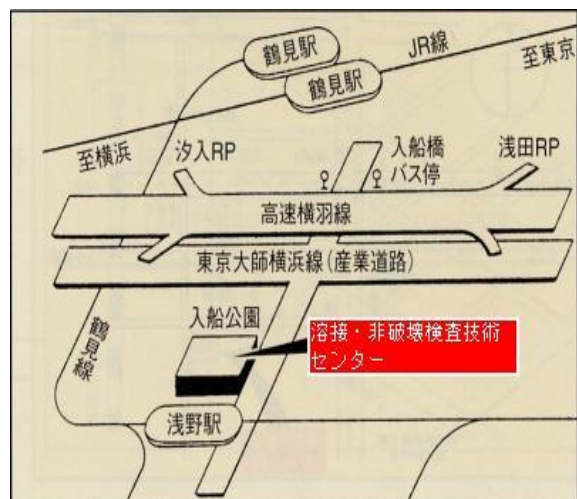 鶴見駅
JR線
至東京
鶴見駅
至横浜
汐入RP
入船橋
バス停
浅田RP
高速横羽線
東京大師横浜線(産業道路)
鶴見線
入船公園
溶接・非破壊検査技術
センター
浅野駅